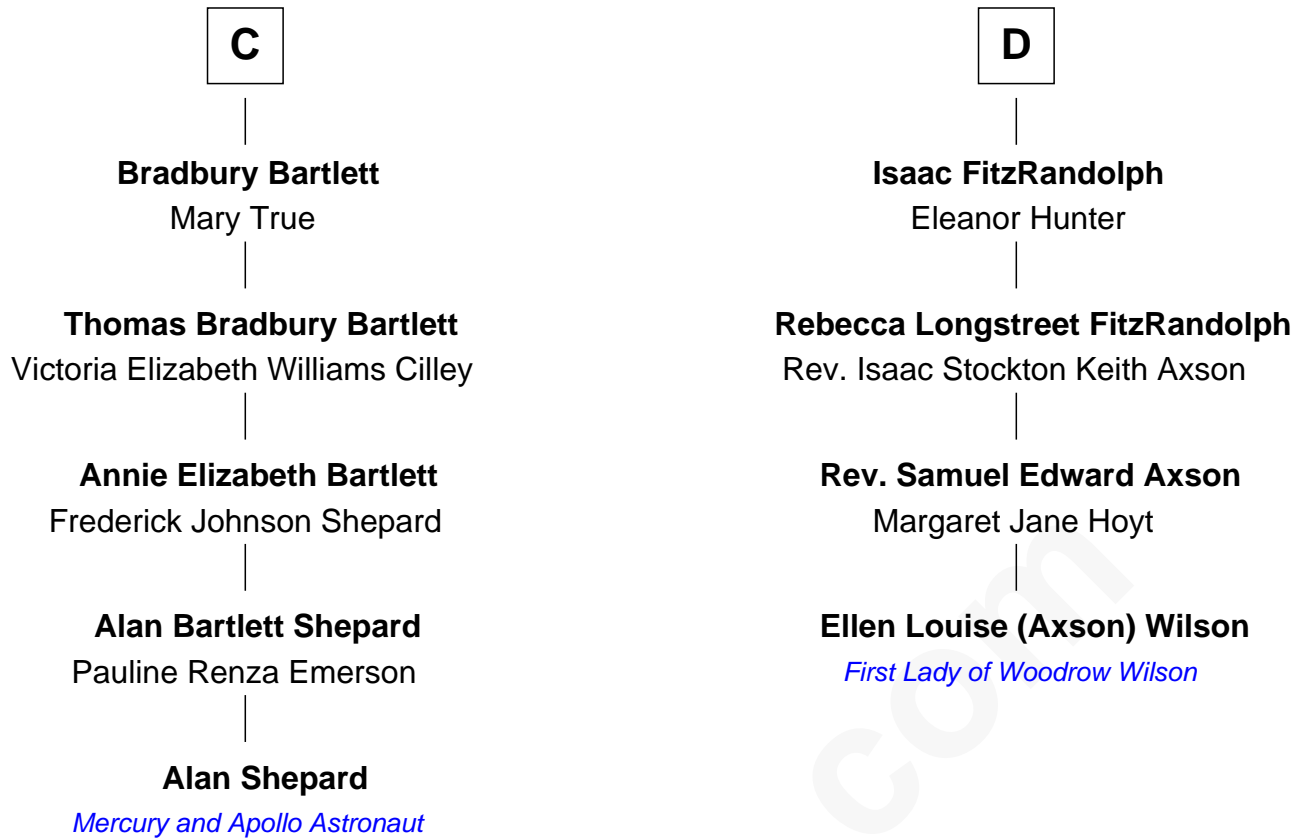 C
Bradbury Bartlett
Mary True
Thomas Bradbury Bartlett
Victoria Elizabeth Williams Cilley
Annie Elizabeth Bartlett
Frederick Johnson Shepard
Alan Bartlett Shepard
Pauline Renza Emerson
Alan Shepard
Mercury and Apollo Astronaut
D
Isaac FitzRandolph
Eleanor Hunter
Rebecca Longstreet FitzRandolph
Rev. Isaac Stockton Keith Axson
Rev. Samuel Edward Axson
Margaret Jane Hoyt
Ellen Louise (Axson) Wilson
First Lady of Woodrow Wilson
com